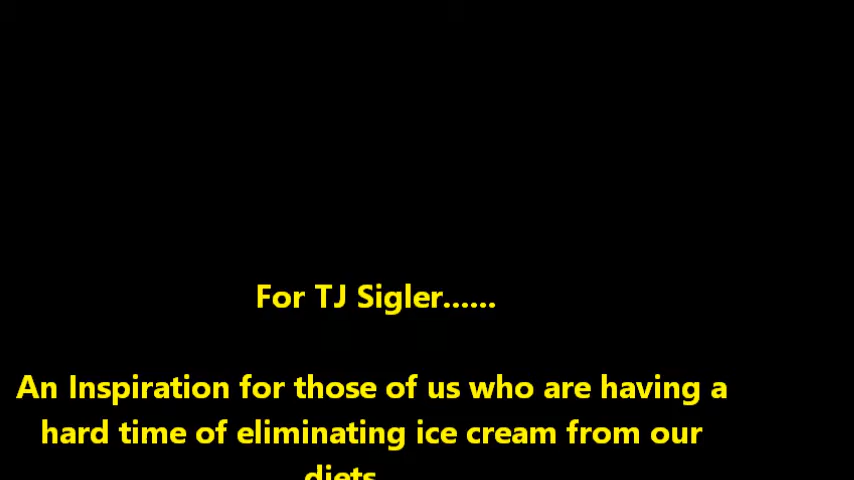 For TJ Sigler......
An Inspiration for those of us who are having a
hard time of eliminating ice cream from our
diets